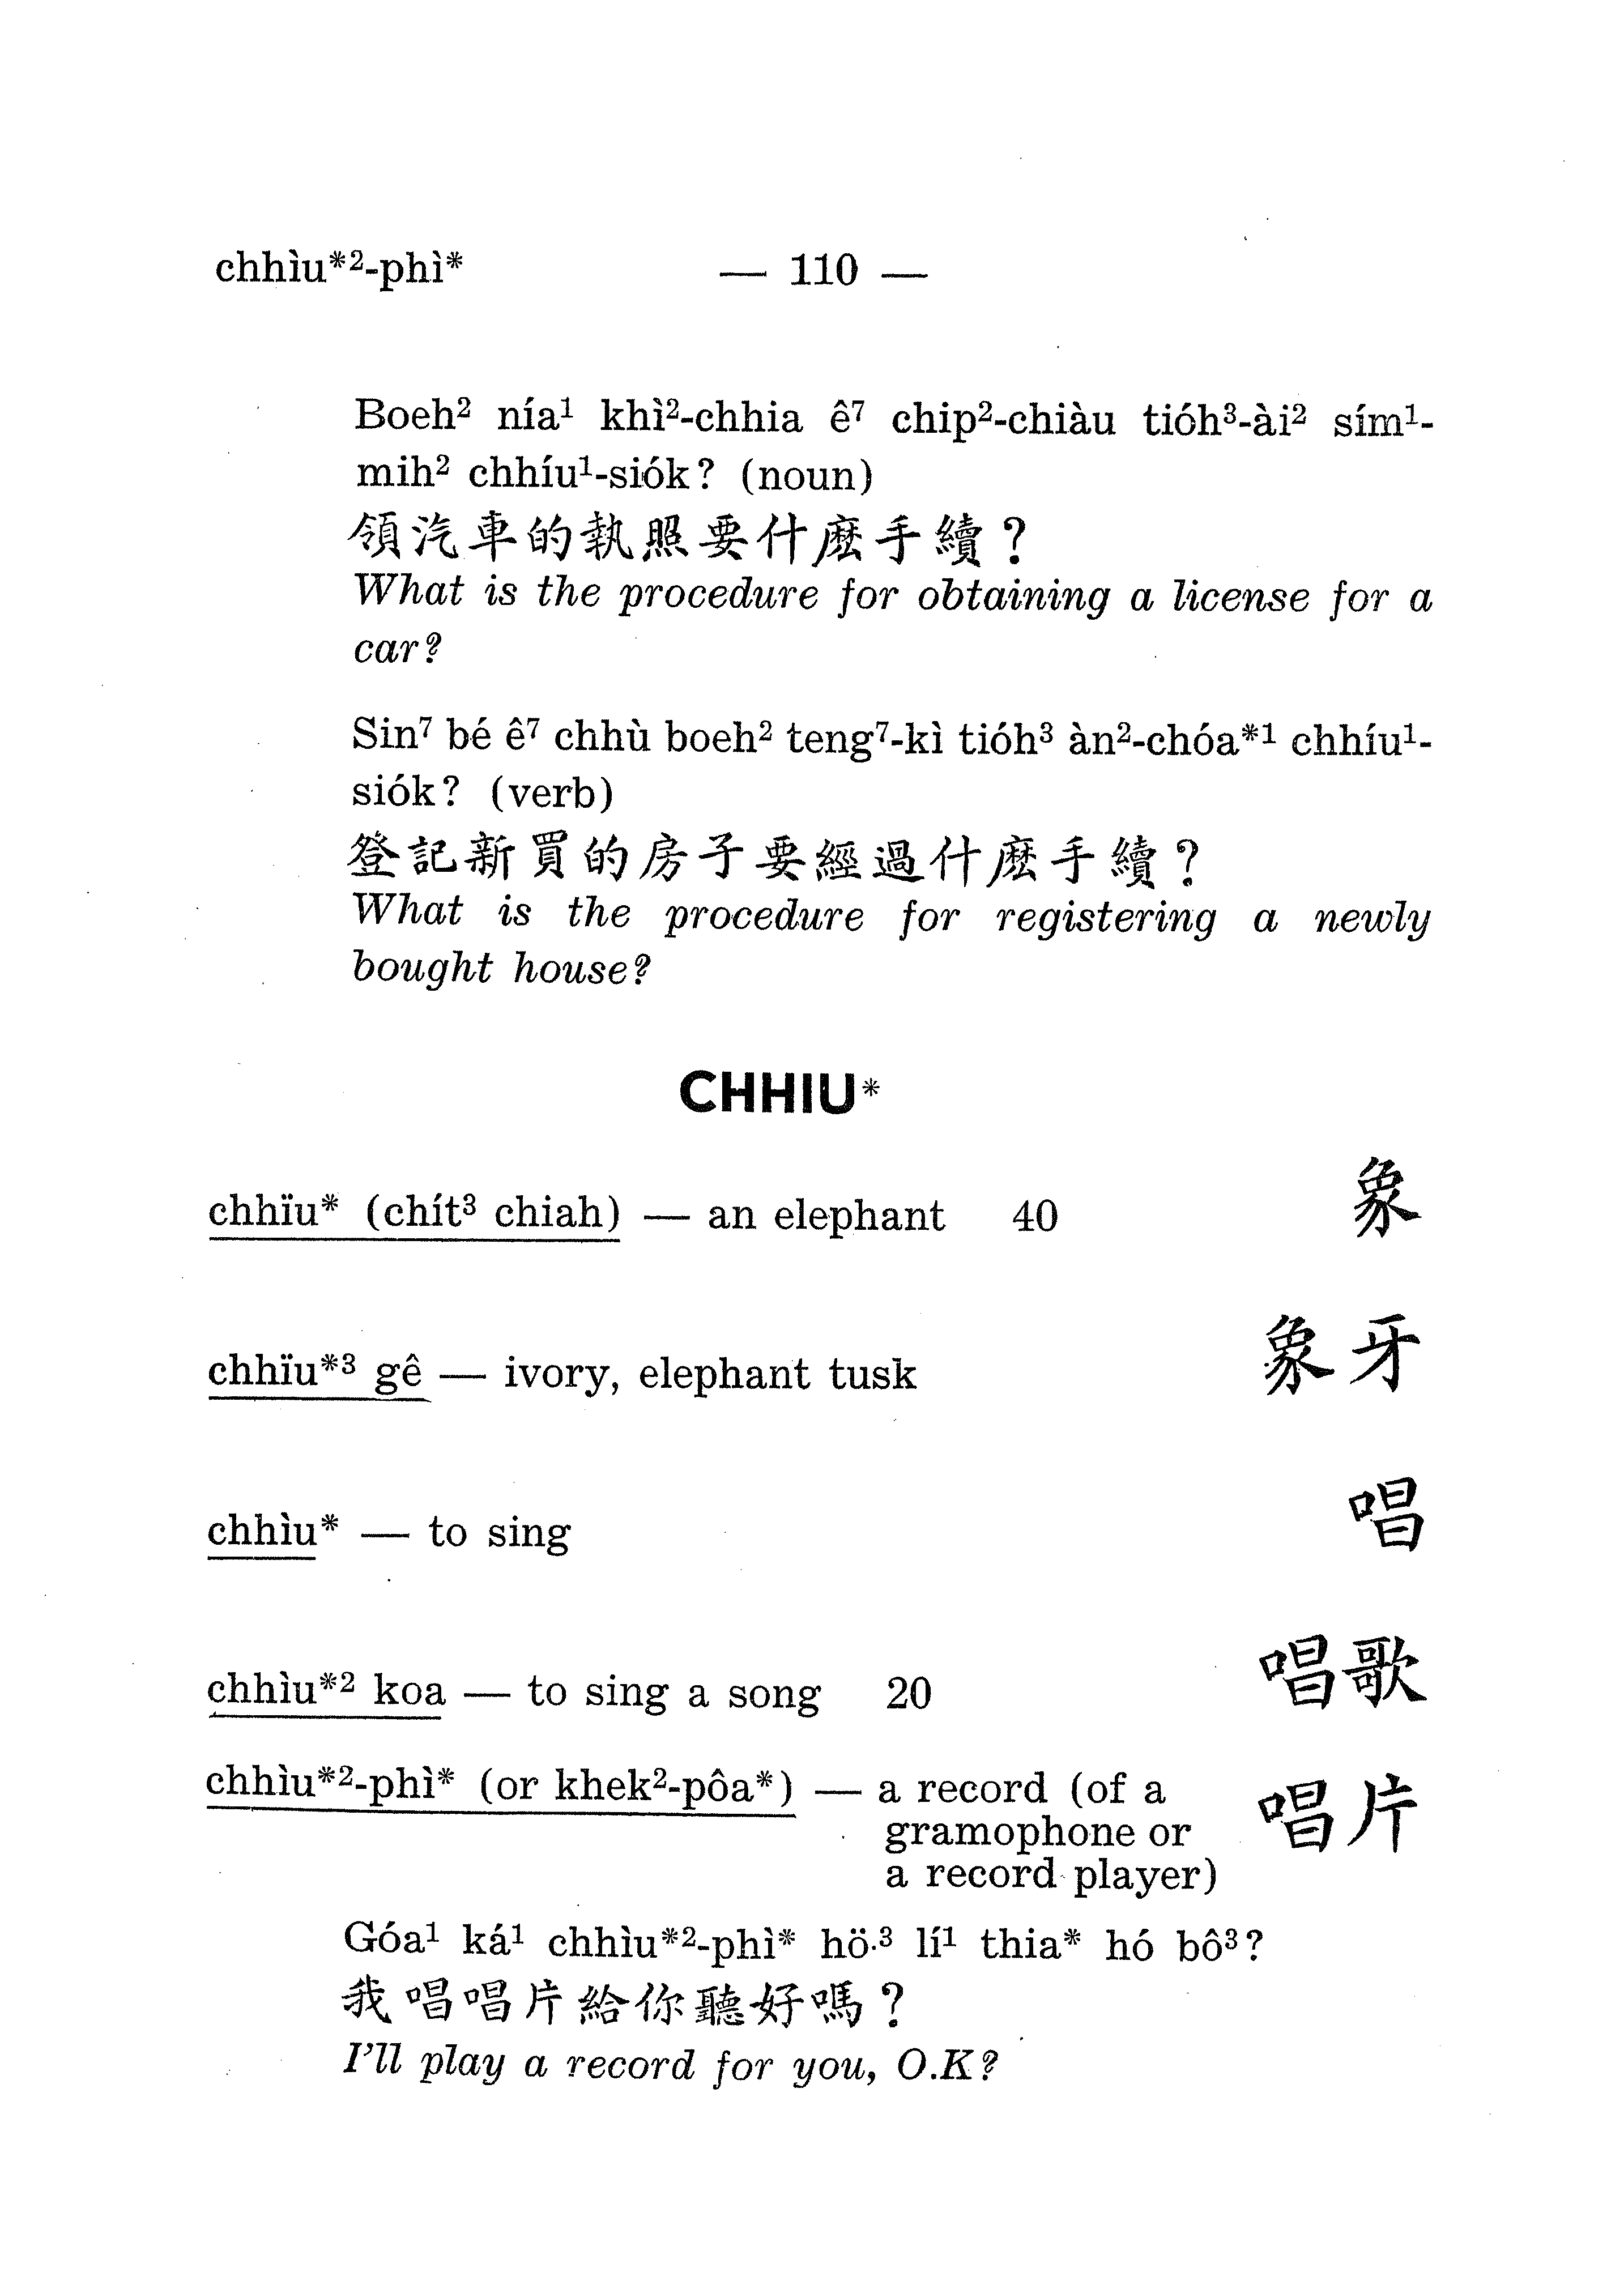 chhìu*²-phì* — 110 —
Boeh² nía¹ khì²-chhia ê⁷ chip²-chiàu tióh³-ài² sím¹-
mih² chhíu¹-siók? (noun)
領汽車的執照要什麽手續？
What is the procedure for obtaining a license for a
car?
Sin⁷ bé ê⁷ chhù boeh² teng⁷-kì tióh³ àn²-chóa*¹ chhíu¹-
siók? (verb)
登記新買的房子要經過什麽手續？
What is the procedure for registering a newly
bought house?
CHHIU*
chhïu* (chít³ chiah) — an elephant 40 象
chhïu*³ gê — ivory, elephant tusk 象牙
chhìu* — to sing 唱
chhìu*² koa — to sing a song 20 唱歌
chhìu*²-phì* (or khek²-pôa*) — a record (of a 唱片
gramophone or
a record player)
Góa¹ ká¹ chhìu*²-phì* hö·³ lí¹ thia* hó bô³?
我唱唱片給你聽好嗎？
I'll play a record for you, O.K?